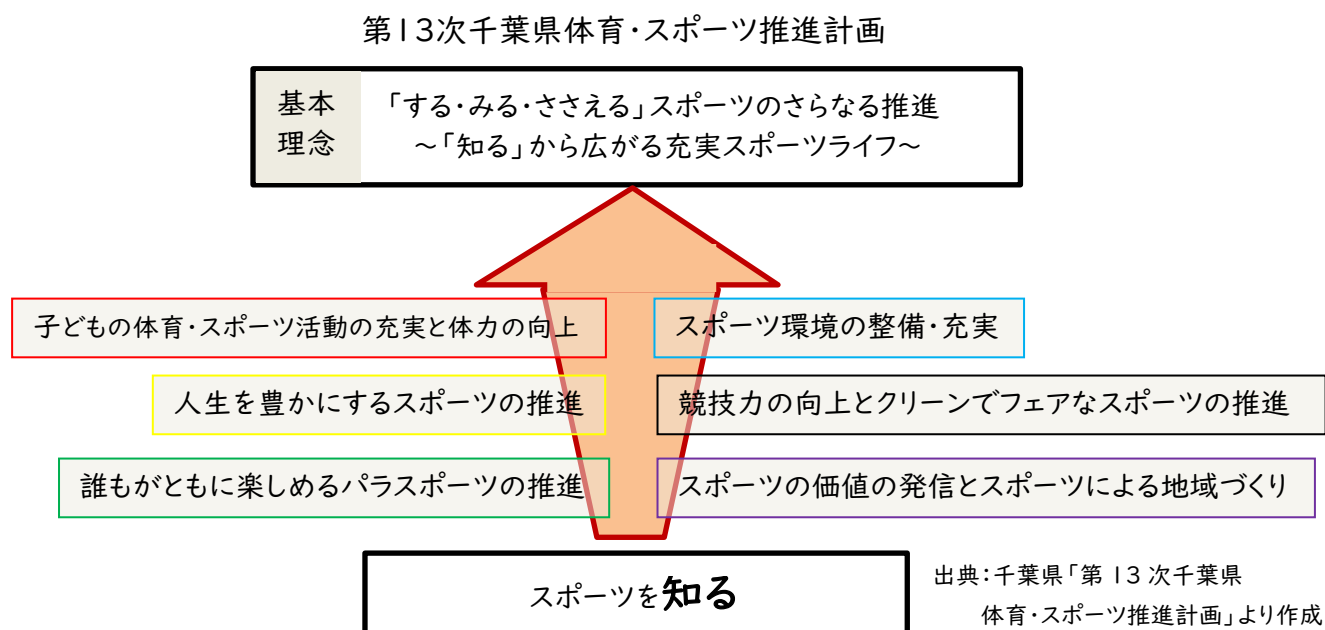 第13次千葉県体育・スポーツ推進計画
基本
理念
「する・みる・ささえる」スポーツのさらなる推進
～「知る」から広がる充実スポーツライフ～
子どもの体育・スポーツ活動の充実と体力の向上
スポーツ環境の整備・充実
人生を豊かにするスポーツの推進
競技力の向上とクリーンでフェアなスポーツの推進
誰もがともに楽しめるパラスポーツの推進
スポーツの価値の発信とスポーツによる地域づくり
スポーツを知る
出典：千葉県「第13次千葉県
体育・スポーツ推進計画」より作成